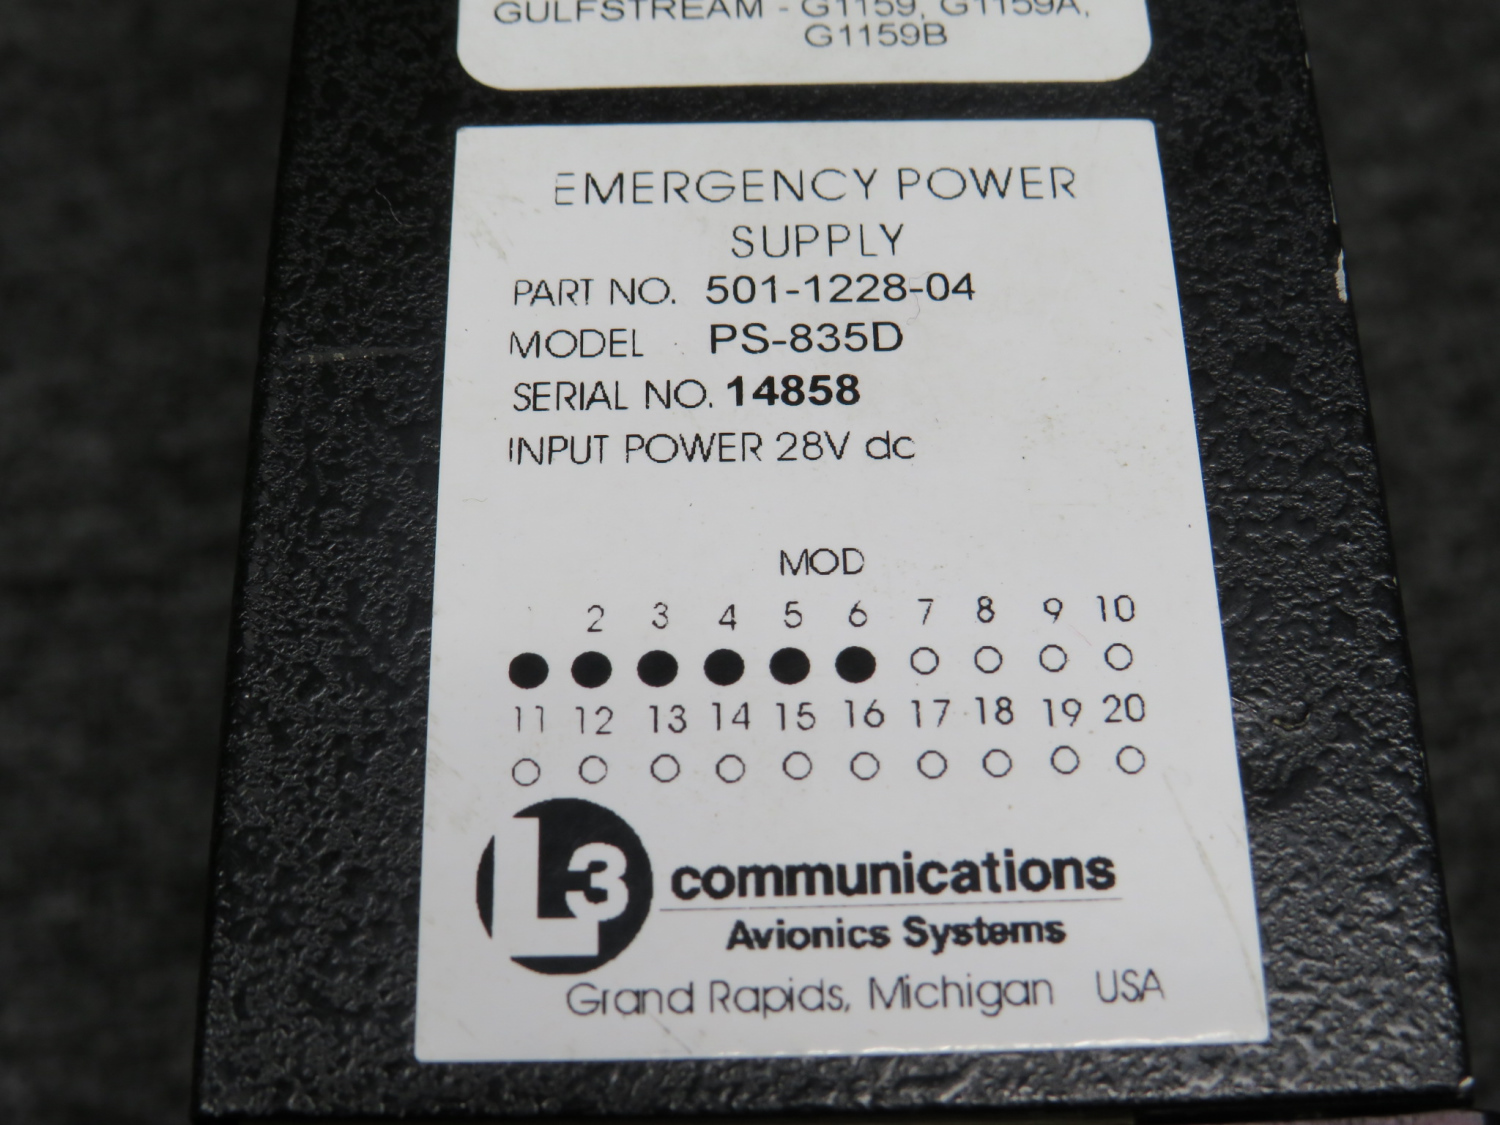 GULFSTREAM - G1159, G1159A,
G1159B
EMERGENCY POWER
SUPPLY
PART NO. 501-1228-04
MODEL PS-835D
SERIAL NO. 14858
INPUT POWER 28V dc
MOD
2 3 4 5 6 7 8 9 10
11 12 13 14 15 16 17 18 19 20
L3 communications
Avionics Systems
Grand Rapids, Michigan USA